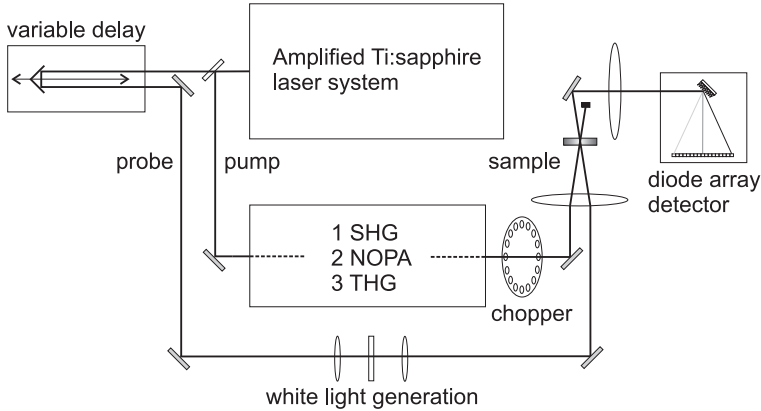 variable delay
Amplified Ti:sapphire
laser system
probe
pump
sample
diode array
detector
1 SHG
2 NOPA
3 THG
chopper
white light generation